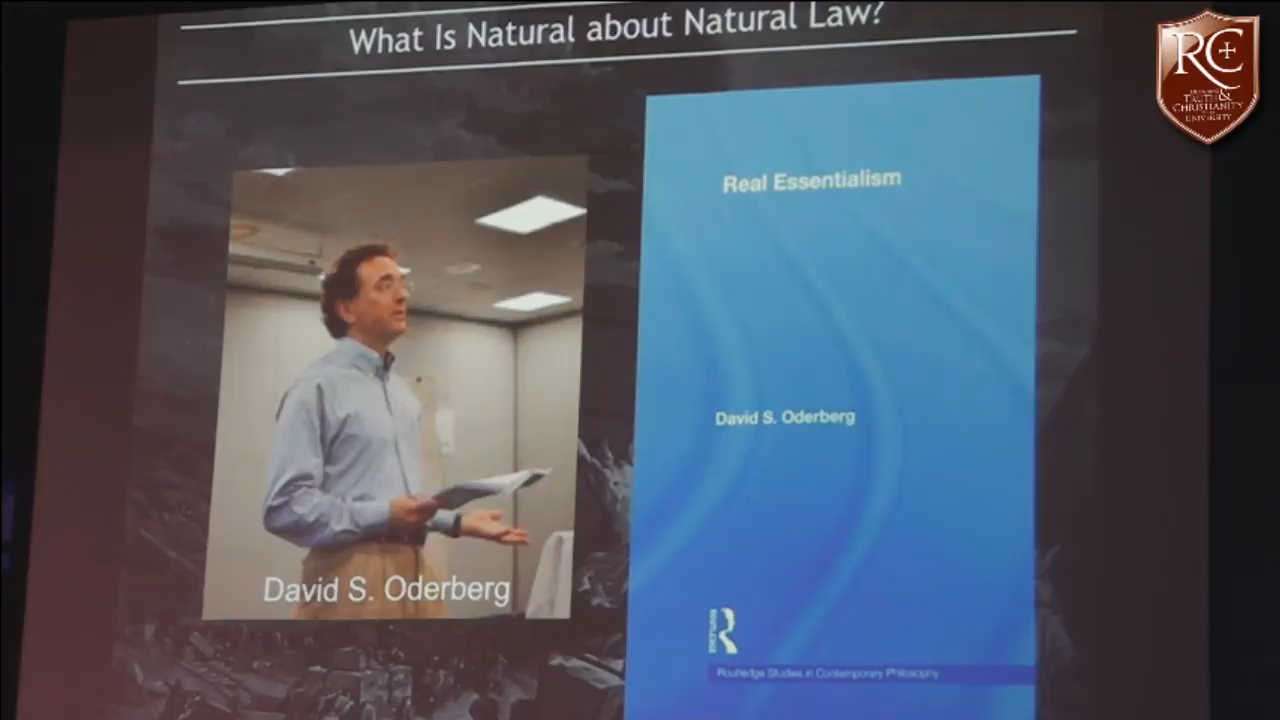 What Is Natural about Natural Law?
RC
TRUTH &
CHRISTIANITY
UNIVERSITY
Real Essentialism
David S. Oderberg
David S. Oderberg
Routledge Studies in Contemporary Philosophy